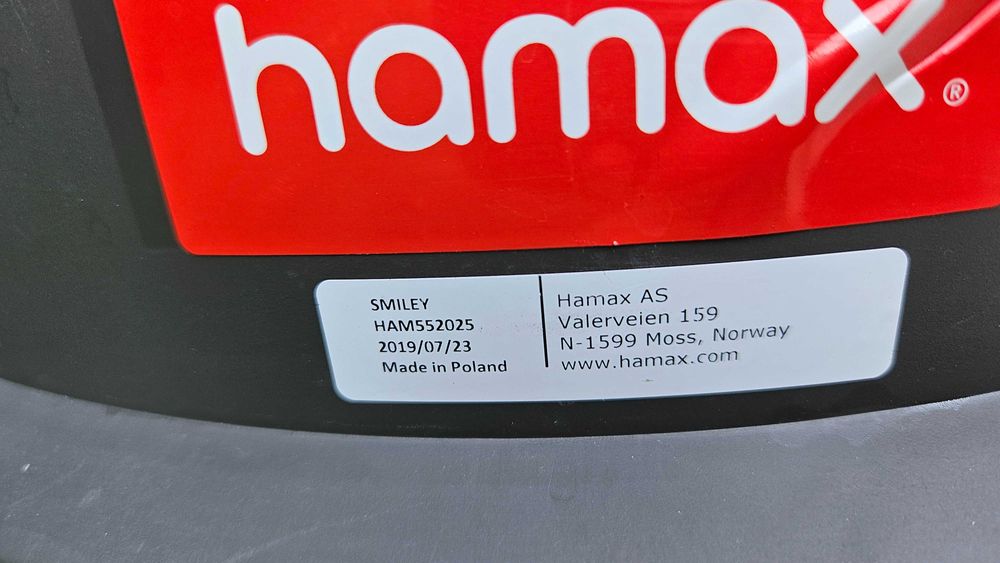 hamax®
SMILEY
HAM552025
2019/07/23
Made in Poland
Hamax AS
Valerveien 159
N-1599 Moss, Norway
www.hamax.com